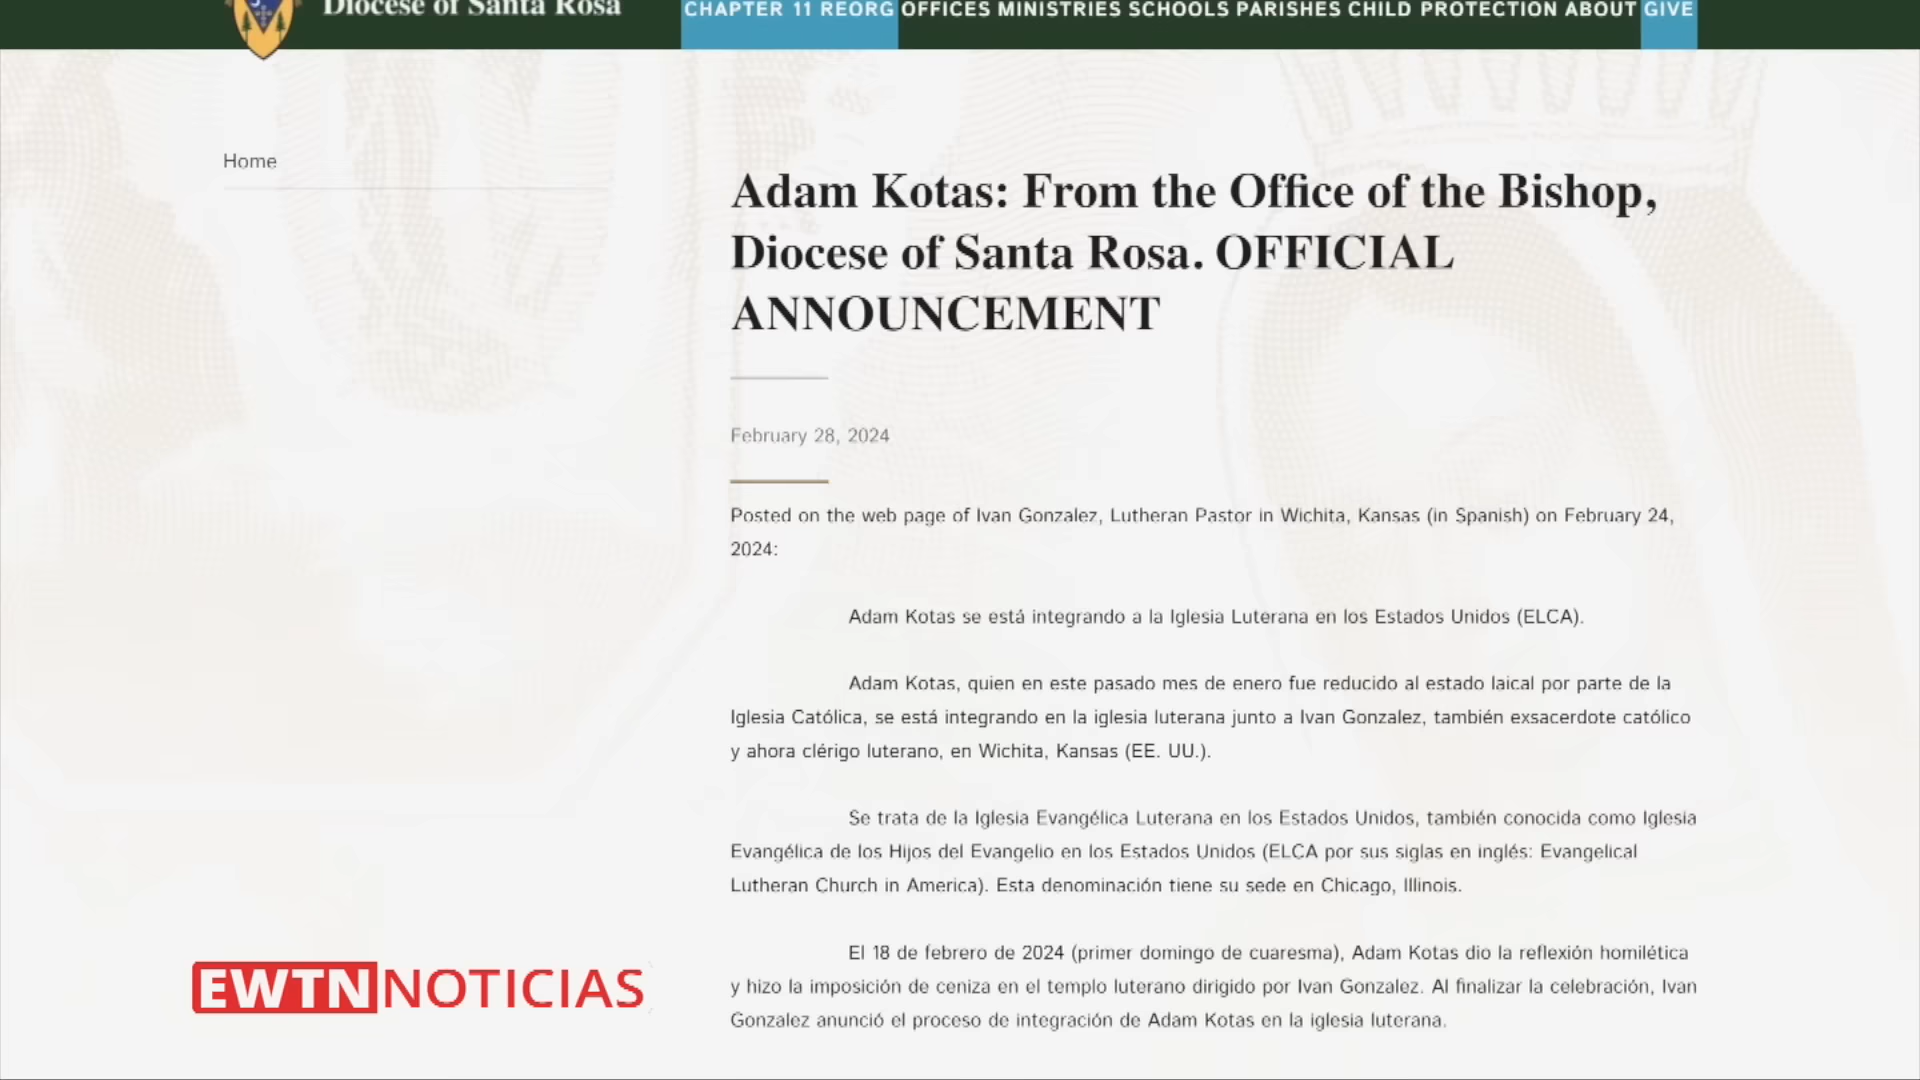 Diocese of Santa Rosa
CHAPTER 11 REORG OFFICES MINISTRIES SCHOOLS PARISHES CHILD PROTECTION ABOUT GIVE
Home
Adam Kotas: From the Office of the Bishop,
Diocese of Santa Rosa. OFFICIAL
ANNOUNCEMENT
February 28, 2024
Posted on the web page of Ivan Gonzalez, Lutheran Pastor in Wichita, Kansas (in Spanish) on February 24,
2024:
Adam Kotas se está integrando a la Iglesia Luterana en los Estados Unidos (ELCA).
Adam Kotas, quien en este pasado mes de enero fue reducido al estado laical por parte de la
Iglesia Católica, se está integrando en la iglesia luterana junto a Ivan Gonzalez, también exsacerdote católico
y ahora clérigo luterano, en Wichita, Kansas (EE. UU.).
Se trata de la Iglesia Evangélica Luterana en los Estados Unidos, también conocida como Iglesia
Evangélica de los Hijos del Evangelio en los Estados Unidos (ELCA por sus siglas en inglés: Evangelical
Lutheran Church in America). Esta denominación tiene su sede en Chicago, Illinois.
El 18 de febrero de 2024 (primer domingo de cuaresma), Adam Kotas dio la reflexión homilética
y hizo la imposición de ceniza en el templo luterano dirigido por Ivan Gonzalez. Al finalizar la celebración, Ivan
Gonzalez anunció el proceso de integración de Adam Kotas en la iglesia luterana.
EWTN NOTICIAS